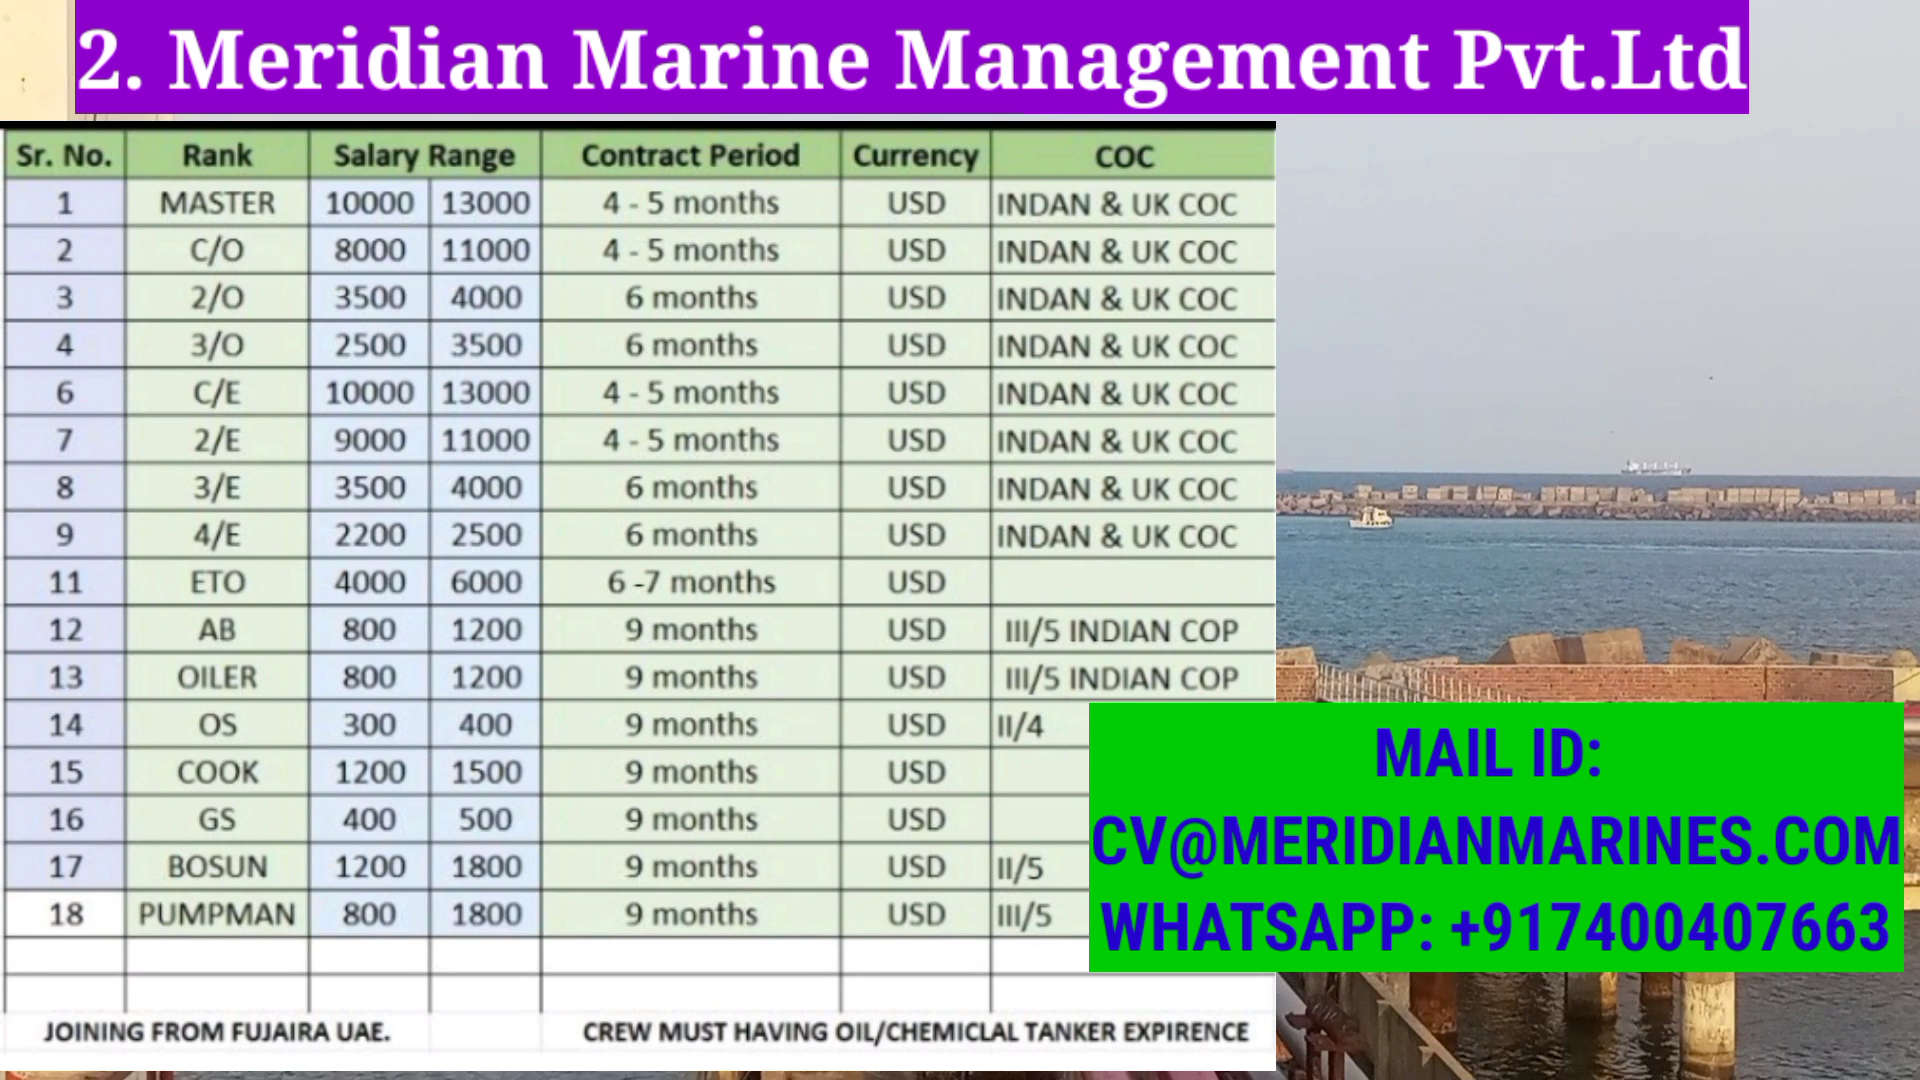 2. Meridian Marine Management Pvt.Ltd
Sr. No. Rank Salary Range Contract Period Currency COC
1 MASTER 10000 13000 4 - 5 months USD INDAN & UK COC
2 C/O 8000 11000 4 - 5 months USD INDAN & UK COC
3 2/O 3500 4000 6 months USD INDAN & UK COC
4 3/O 2500 3500 6 months USD INDAN & UK COC
6 C/E 10000 13000 4 - 5 months USD INDAN & UK COC
7 2/E 9000 11000 4 - 5 months USD INDAN & UK COC
8 3/E 3500 4000 6 months USD INDAN & UK COC
9 4/E 2200 2500 6 months USD INDAN & UK COC
11 ETO 4000 6000 6 -7 months USD
12 AB 800 1200 9 months USD III/5 INDIAN COP
13 OILER 800 1200 9 months USD III/5 INDIAN COP
14 OS 300 400 9 months USD II/4
15 COOK 1200 1500 9 months USD
16 GS 400 500 9 months USD
17 BOSUN 1200 1800 9 months USD II/5
18 PUMPMAN 800 1800 9 months USD III/5
JOINING FROM FUJAIRA UAE. CREW MUST HAVING OIL/CHEMICLAL TANKER EXPIRENCE
MAIL ID:
CV@MERIDIANMARINES.COM
WHATSAPP: +917400407663